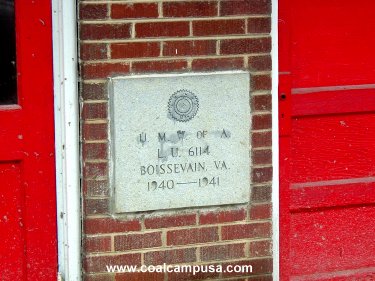 U. M. W. OF A.
L. U. 6114
BOISSEVAIN, VA.
1940—1941
www.coalcampusa.com